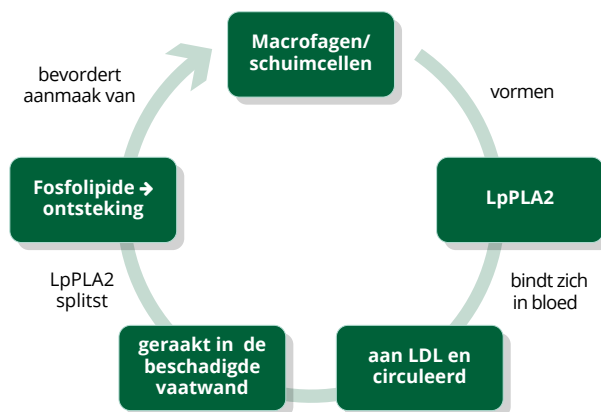 Macrofagen/
schuimcellen
vormen
LpPLA2
bindt zich
in bloed
aan LDL en
circuleerd
geraakt in de
beschadigde
vaatwand
LpPLA2
splitst
Fosfolipide →
ontsteking
bevordert
aanmaak van